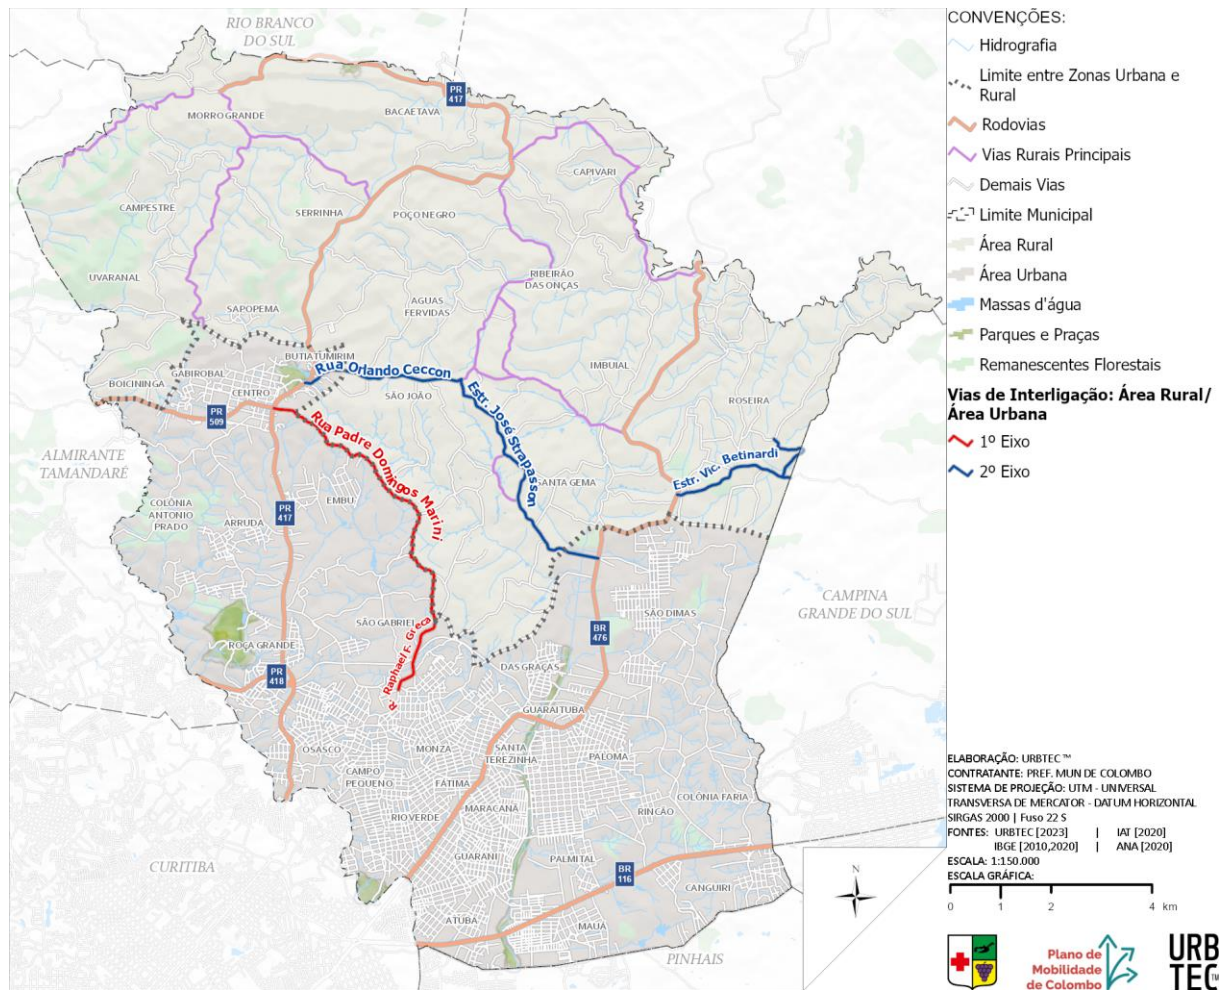 RIO BRANCO
DO SUL
PR
417
MORRO GRANDE
BACAETAVA
CAPIVARI
CAMPESTRE
SERRINHA
POÇO NEGRO
UVARANAL
RIBEIRÃO
DAS ONÇAS
SAPOPEMA
AGUAS
FERVIDAS
BUTIATUMIRIM
GABIROBAL
BOICININGA
CENTRO
Rua Orlando Ceccon
IMBUIAL
SÃO JOÃO
ROSEIRA
PR
509
Rua Padre Domingos Marini
Estr. José Strapasson
Estr. Vic. Betinardi
ALMIRANTE
TAMANDARÉ
SANTA GEMA
EMBU
COLÔNIA
ANTONIO
PRADO
ARRUDA
PR
417
CAMPINA
GRANDE DO SUL
SÃO DIMAS
SÃO GABRIEL
R. Raphael F. Greca
BR
476
ROÇA GRANDE
PR
418
DAS GRAÇAS
GUARAITUBA
OSASCO
MONZA
SANTA
TEREZINHA
PALOMA
CAMPO
PEQUENO
FÁTIMA
MARACANÃ
COLÔNIA FARIA
RIO VERDE
RINCÃO
CURITIBA
GUARANI
PALMITAL
BR
116
CANGUIRI
ATUBA
MAUÁ
PINHAIS
N
CONVENÇÕES:
Hidrografia
Limite entre Zonas Urbana e
Rural
Rodovias
Vias Rurais Principais
Demais Vias
Limite Municipal
Área Rural
Área Urbana
Massas d'água
Parques e Praças
Remanescentes Florestais
Vias de Interligação: Área Rural/
Área Urbana
1º Eixo
2º Eixo
ELABORAÇÃO: URBTEC ™
CONTRATANTE: PREF. MUN DE COLOMBO
SISTEMA DE PROJEÇÃO: UTM - UNIVERSAL
TRANSVERSA DE MERCATOR - DATUM HORIZONTAL
SIRGAS 2000 | Fuso 22 S
FONTES: URBTEC [2023] | IAT [2020]
IBGE [2010,2020] | ANA [2020]
ESCALA: 1:150.000
ESCALA GRÁFICA:
0 1 2 4 km
Plano de
Mobilidade
de Colombo
URB
TEC™